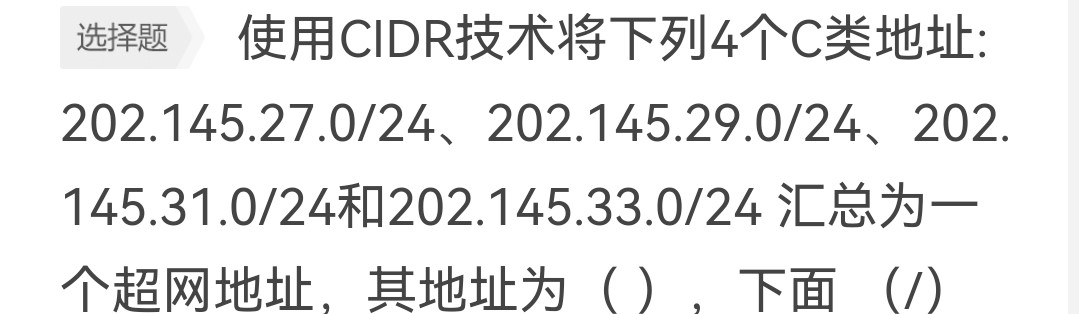 选择题 使用CIDR技术将下列4个C类地址:
202.145.27.0/24、202.145.29.0/24、202.
145.31.0/24和202.145.33.0/24 汇总为一
个超网地址，其地址为（ ），下面 （/）